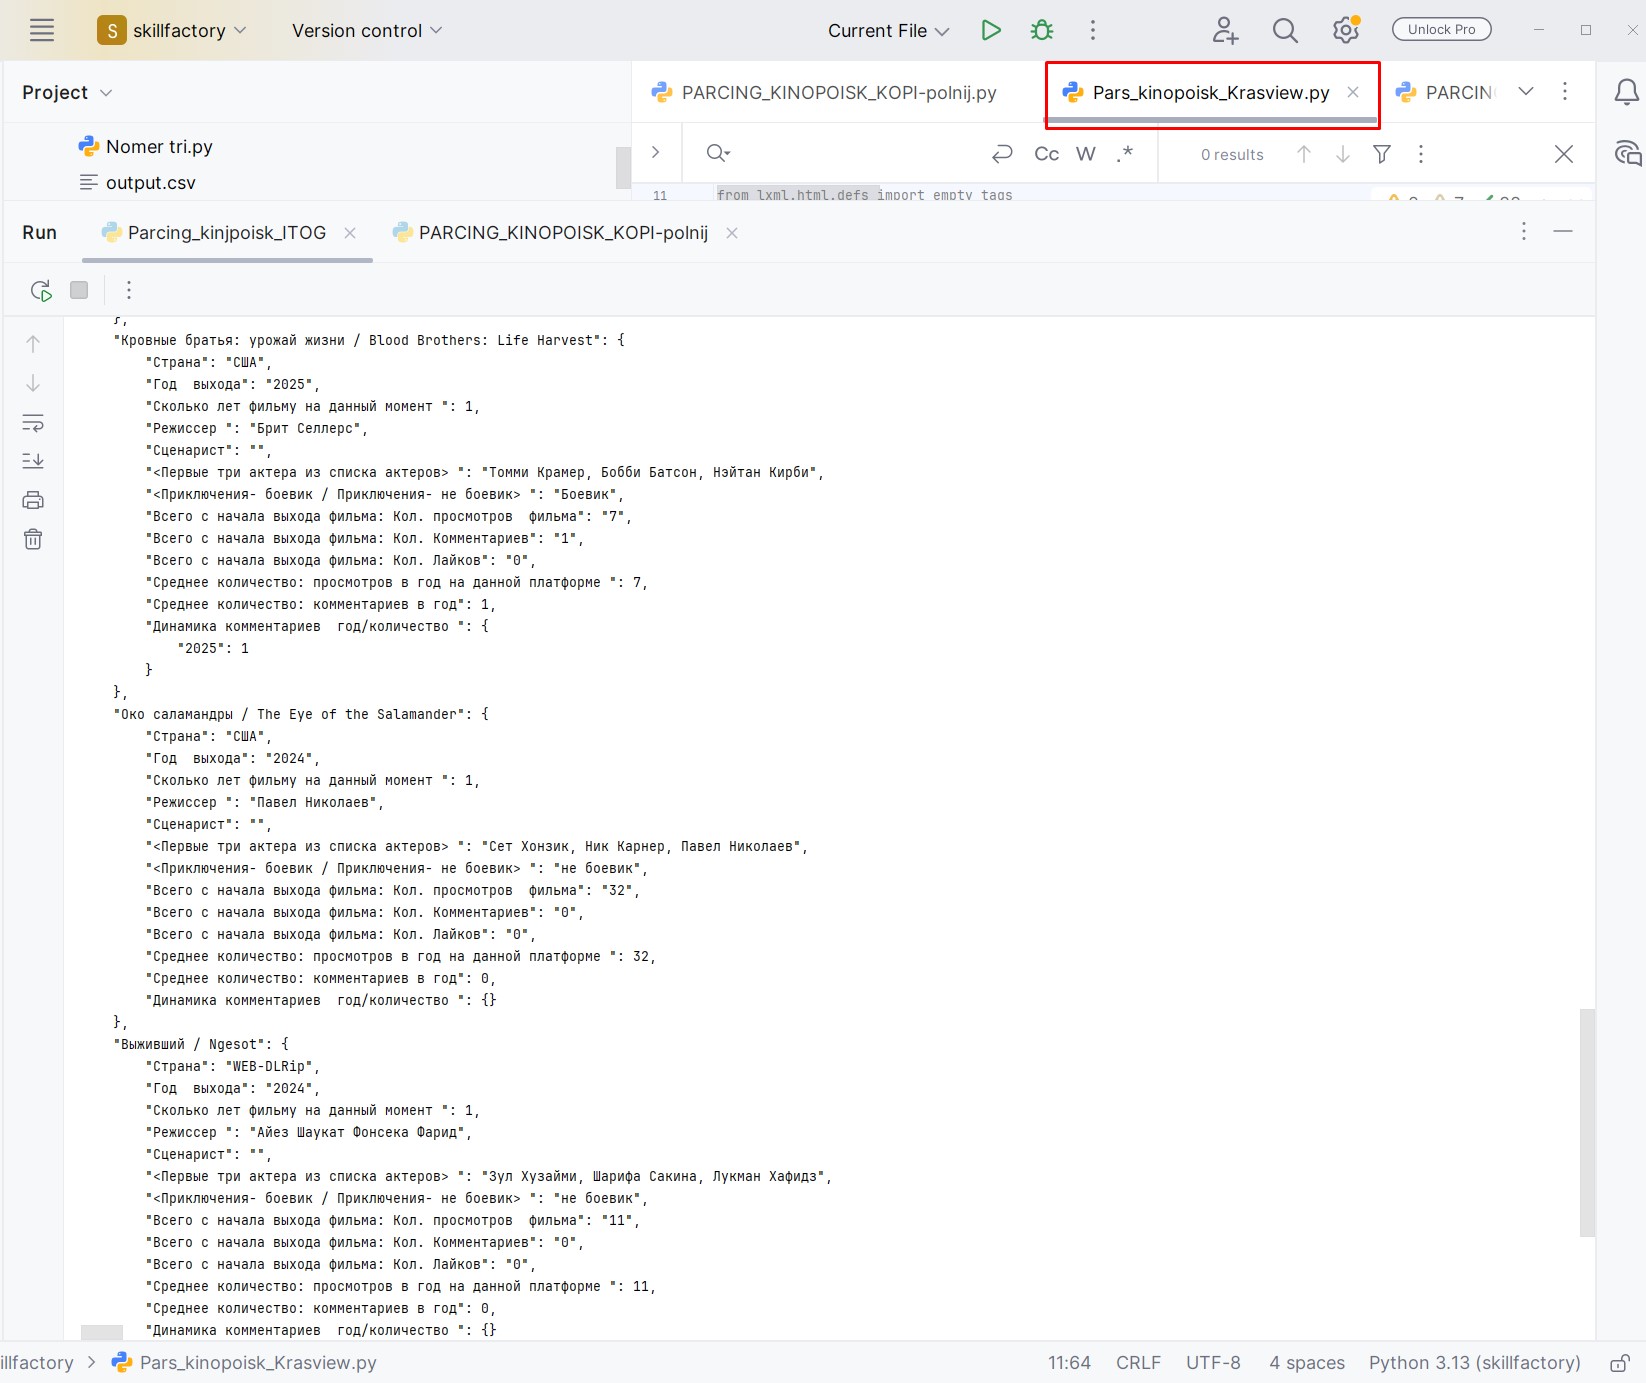 S skillfactory Version control Current File Unlock Pro
Project PARCING_KINOPOISK_KOPI-polnij.py Pars_kinopoisk_Krasview.py PARCIN
Nomer tri.py Cc W .* 0 results
output.csv
11 from lxml.html.defs import empty_tags
Run Parcing_kinjpoisk_ITOG PARCING_KINOPOISK_KOPI-polnij
},
"Кровные братья: урожай жизни / Blood Brothers: Life Harvest": {
"Страна": "США",
"Год  выхода": "2025",
"Сколько лет фильму на данный момент ": 1,
"Режиссер ": "Брит Селлерс",
"Сценарист": "",
"<Первые три актера из списка актеров> ": "Томми Крамер, Бобби Батсон, Нэйтан Кирби",
"<Приключения- боевик / Приключения- не боевик> ": "Боевик",
"Всего с начала выхода фильма: Кол. просмотров  фильма": "7",
"Всего с начала выхода фильма: Кол. Комментариев": "1",
"Всего с начала выхода фильма: Кол. Лайков": "0",
"Среднее количество: просмотров в год на данной платформе ": 7,
"Среднее количество: комментариев в год": 1,
"Динамика комментариев  год/количество ": {
"2025": 1
}
},
"Око саламандры / The Eye of the Salamander": {
"Страна": "США",
"Год  выхода": "2024",
"Сколько лет фильму на данный момент ": 1,
"Режиссер ": "Павел Николаев",
"Сценарист": "",
"<Первые три актера из списка актеров> ": "Сет Хонзик, Ник Карнер, Павел Николаев",
"<Приключения- боевик / Приключения- не боевик> ": "не боевик",
"Всего с начала выхода фильма: Кол. просмотров  фильма": "32",
"Всего с начала выхода фильма: Кол. Комментариев": "0",
"Всего с начала выхода фильма: Кол. Лайков": "0",
"Среднее количество: просмотров в год на данной платформе ": 32,
"Среднее количество: комментариев в год": 0,
"Динамика комментариев  год/количество ": {}
},
"Выживший / Ngesot": {
"Страна": "WEB-DLRip",
"Год  выхода": "2024",
"Сколько лет фильму на данный момент ": 1,
"Режиссер ": "Айез Шаукат Фонсека Фарид",
"Сценарист": "",
"<Первые три актера из списка актеров> ": "Зул Хузайми, Шарифа Сакина, Лукман Хафидз",
"<Приключения- боевик / Приключения- не боевик> ": "не боевик",
"Всего с начала выхода фильма: Кол. просмотров  фильма": "11",
"Всего с начала выхода фильма: Кол. Комментариев": "0",
"Всего с начала выхода фильма: Кол. Лайков": "0",
"Среднее количество: просмотров в год на данной платформе ": 11,
"Среднее количество: комментариев в год": 0,
"Динамика комментариев  год/количество ": {}
illfactory Pars_kinopoisk_Krasview.py 11:64 CRLF UTF-8 4 spaces Python 3.13 (skillfactory)